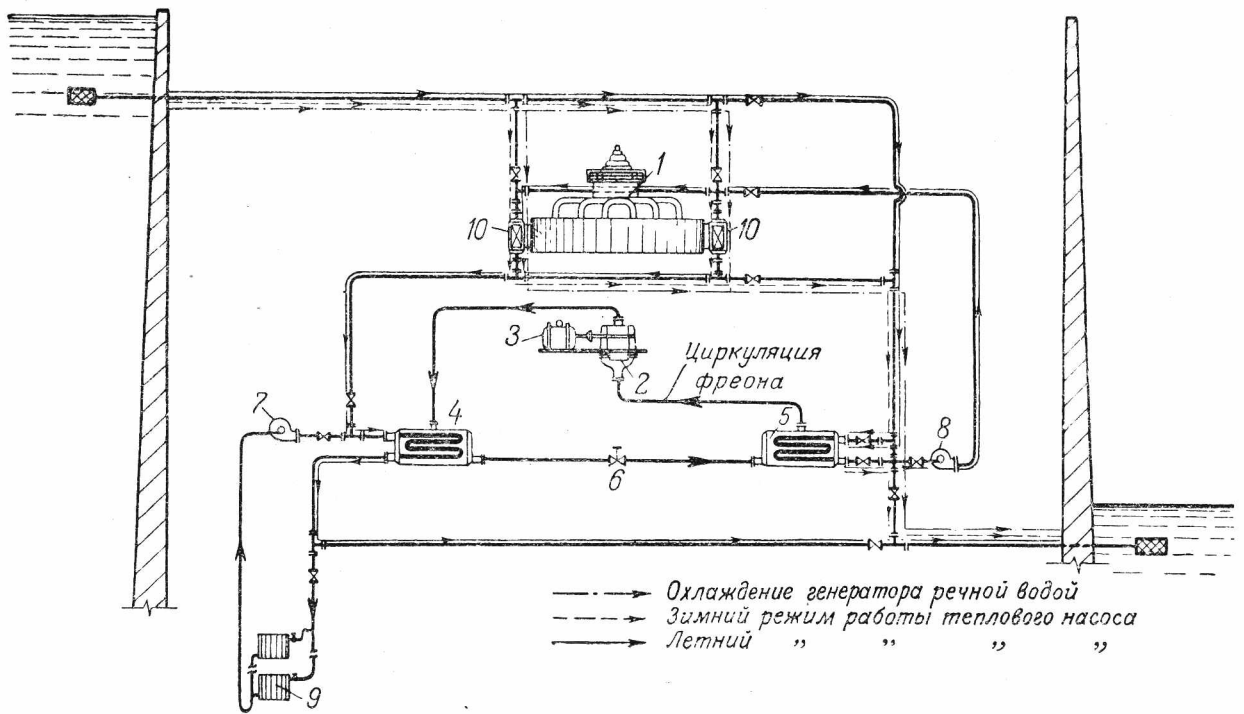 1
10
10
3
2
Циркуляция
фреона
7
4
5
8
6
Охлаждение генератора речной водой
Зимний режим работы теплового насоса
Летний " " " "
9